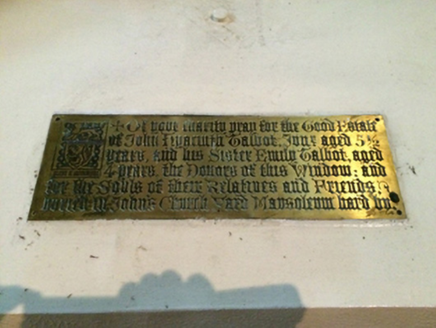 + Of your charity pray for the Good Estate
of John Hyacinth Talbot, Junr aged 5½
years, and his Sister Emily Talbot, aged
4 years, the Donors of this Window; and
for the Souls of their Relatives and Friends,
buried in John's Church Yard Mausoleum hard by.